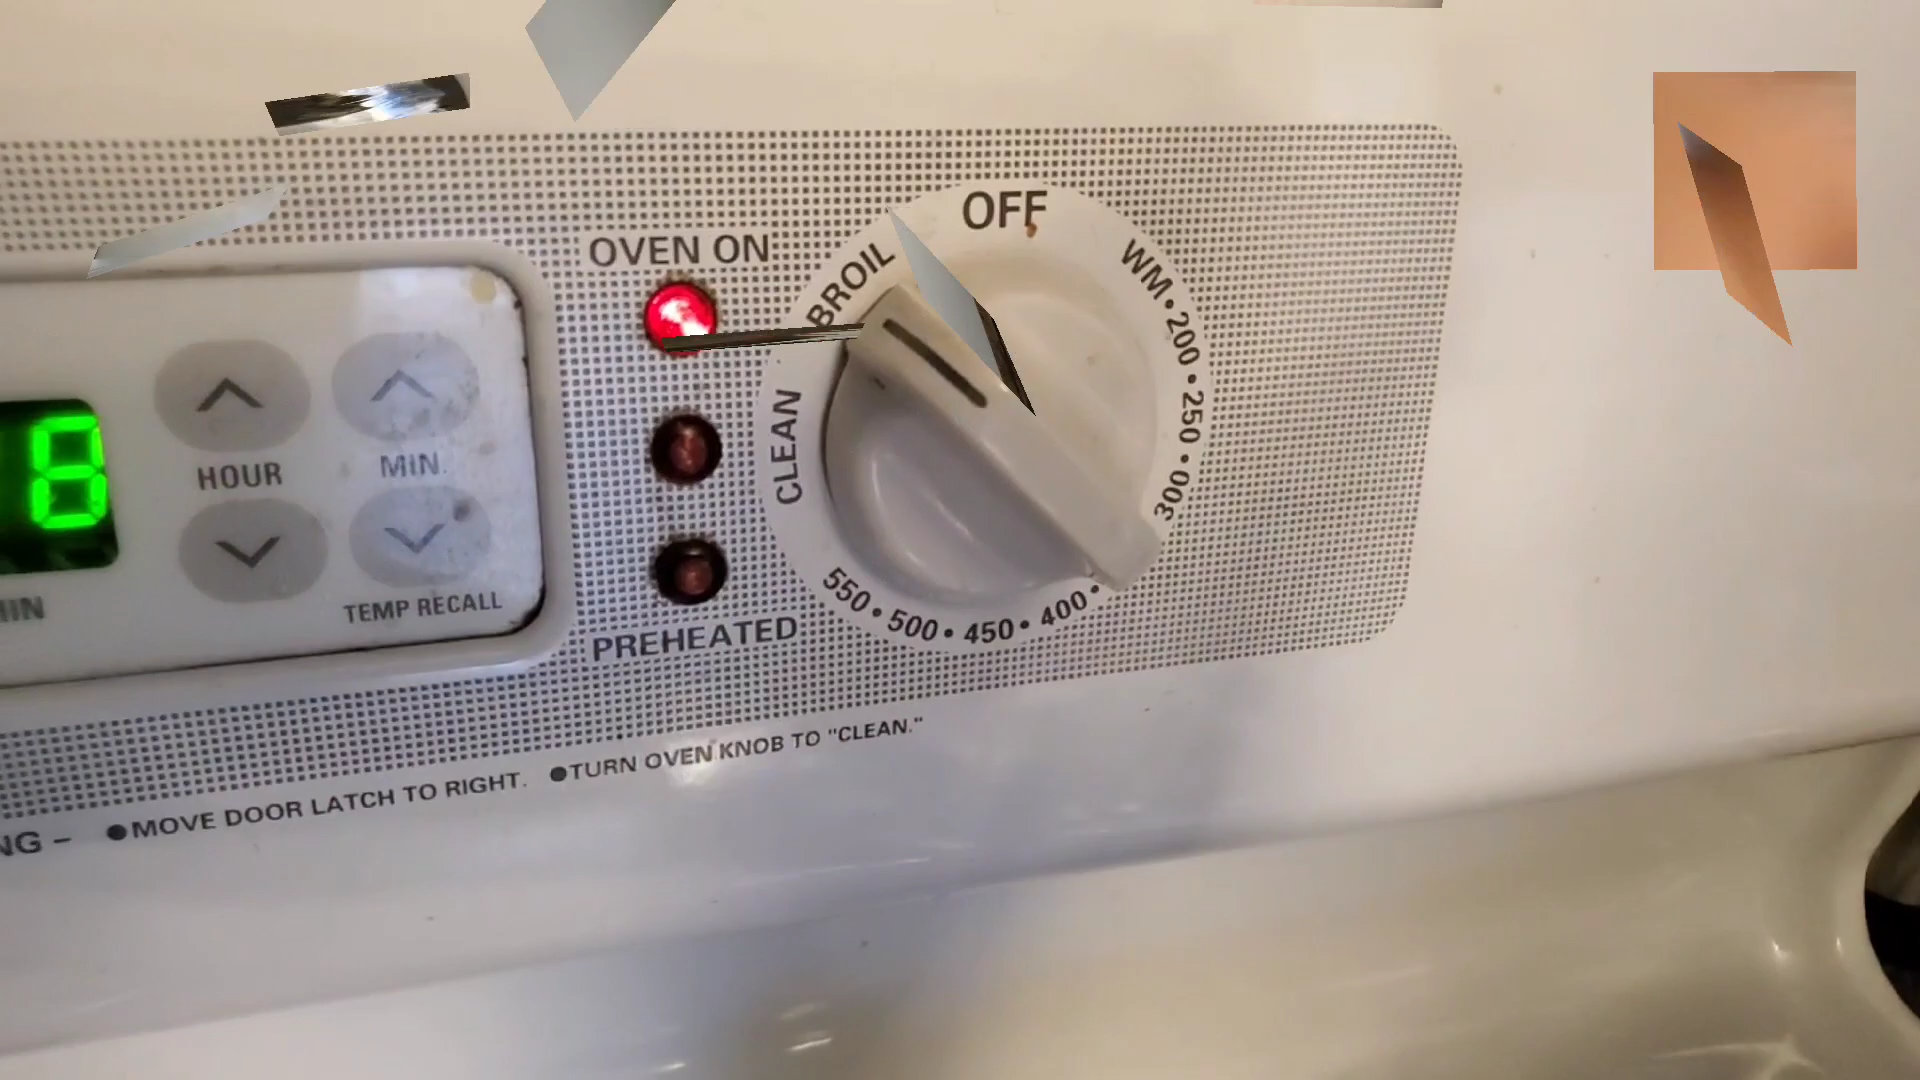 OFF
OVEN ON
BROIL
WM • 200 • 250 • 300
CLEAN
8
HOUR
MIN.
550 • 500 • 450 • 400 •
TEMP RECALL
PREHEATED
TURN OVEN KNOB TO "CLEAN."
● MOVE DOOR LATCH TO RIGHT. ●